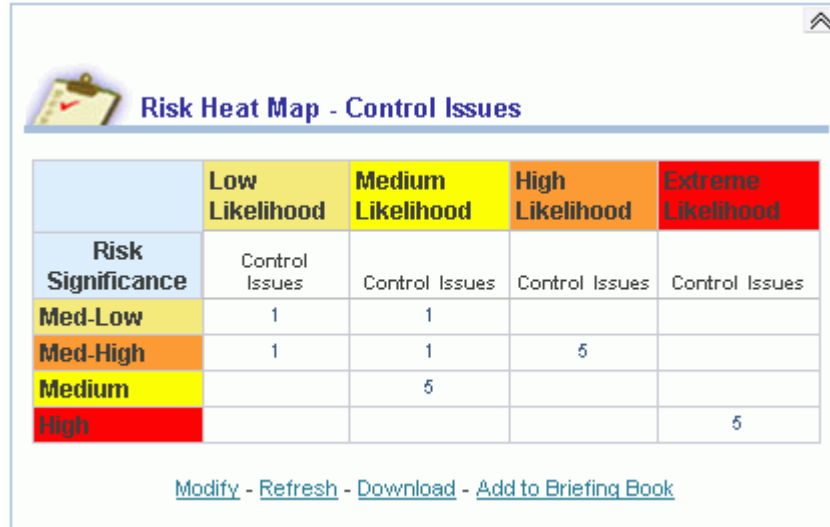 Risk Heat Map - Control Issues
Low Likelihood Medium Likelihood High Likelihood Extreme Likelihood
Risk Significance Control Issues Control Issues Control Issues Control Issues
Med-Low 1 1
Med-High 1 1 5
Medium 5
High 5
Modify - Refresh - Download - Add to Briefing Book